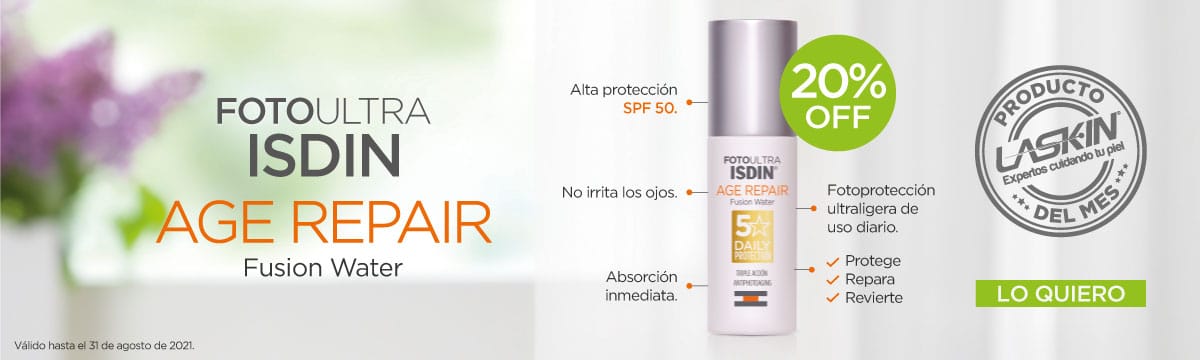 FOTOULTRA
ISDIN
AGE REPAIR
Fusion Water
Válido hasta el 31 de agosto de 2021.
Alta protección
SPF 50.
No irrita los ojos.
Absorción
inmediata.
FOTOULTRA
ISDIN®
AGE REPAIR
Fusion Water
5
DAILY
PROTECTION
TRIPLE ACCIÓN
ANTIPHOTOAGING
20%
OFF
Fotoprotección
ultraligera de
uso diario.
Protege
Repara
Revierte
PRODUCTO
LASKIN®
Expertos cuidando tu piel
DEL MES
LO QUIERO